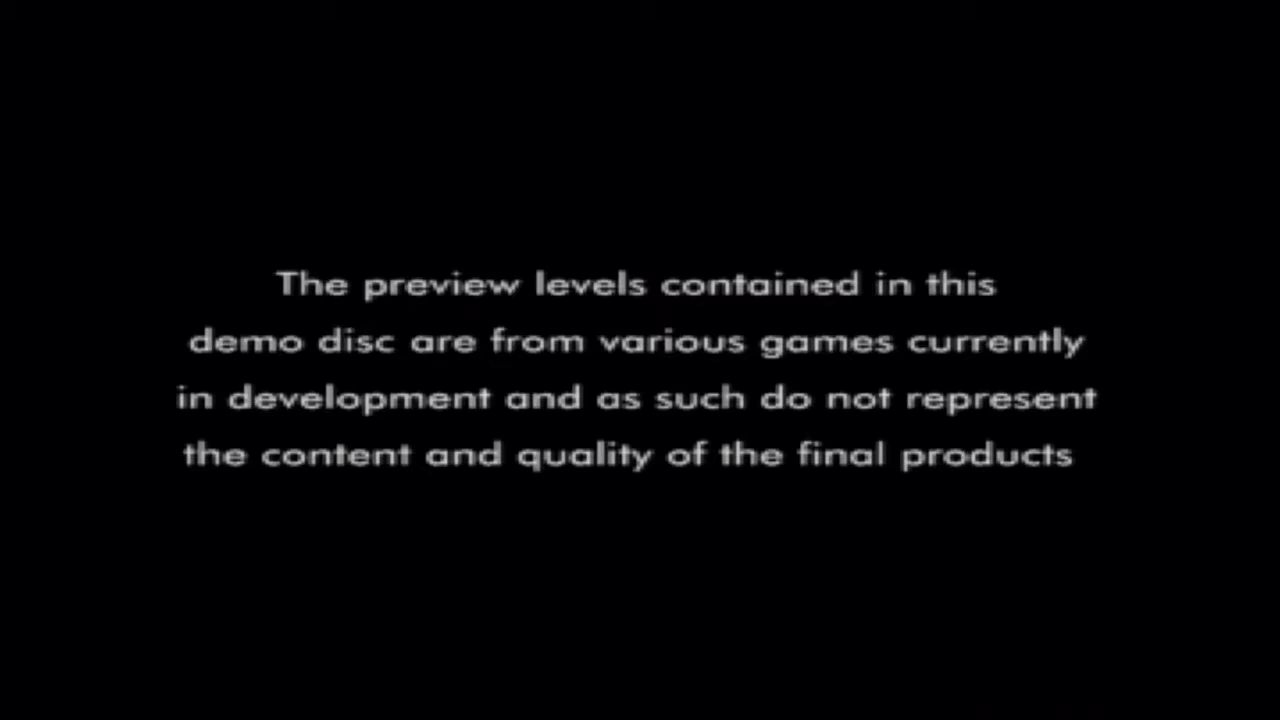 The preview levels contained in this
demo disc are from various games currently
in development and as such do not represent
the content and quality of the final products